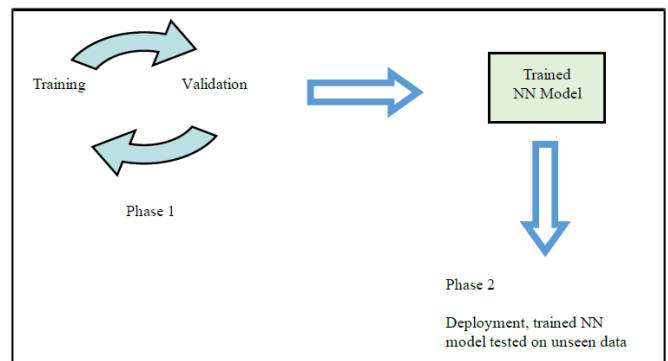 Training
Validation
Trained
NN Model
Phase 1
Phase 2
Deployment, trained NN
model tested on unseen data